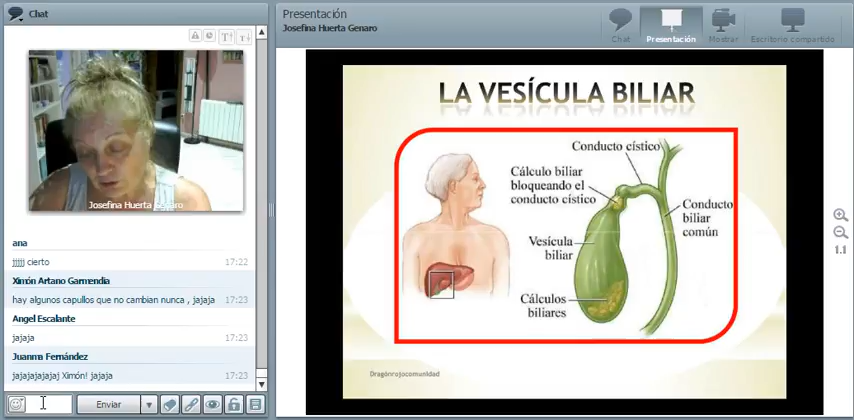 Chat
Presentación
Josefina Huerta Genaro
Chat
Presentación
Mostrar
Escritorio compartido
Josefina Huerta Genaro
ana
jjjjj cierto 17:22
Ximón Artano Garmendia
hay algunos capullos que no cambian nunca , jajaja 17:23
Angel Escalante
jajaja 17:23
Juanma Fernández
jajajajajajaj Ximón! jajaja 17:23
Enviar
LA VESÍCULA BILIAR
Conducto cístico
Cálculo biliar
bloqueando el
conducto cístico
Conducto
biliar
común
Vesícula
biliar
Cálculos
biliares
Dragónrojocomunidad
1.1